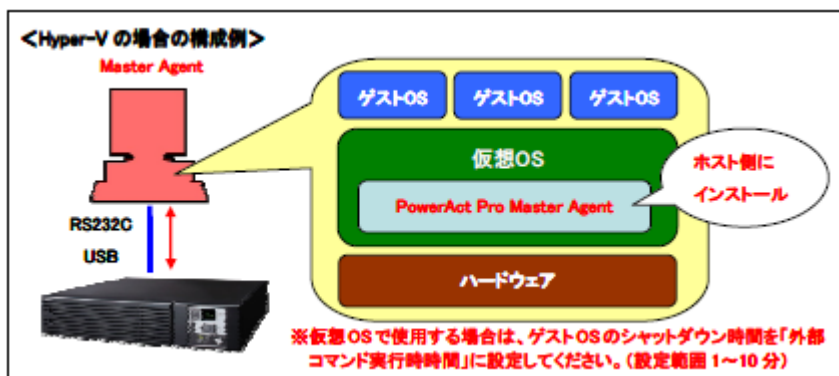 ＜Hyper-V の場合の構成例＞
Master Agent
ゲストOS
ゲストOS
ゲストOS
仮想OS
PowerAct Pro Master Agent
ホスト側に
インストール
RS232C
USB
ハードウェア
※仮想OSで使用する場合は、ゲストOSのシャットダウン時間を「外部
コマンド実行時時間」に設定してください。（設定範囲1～10分）